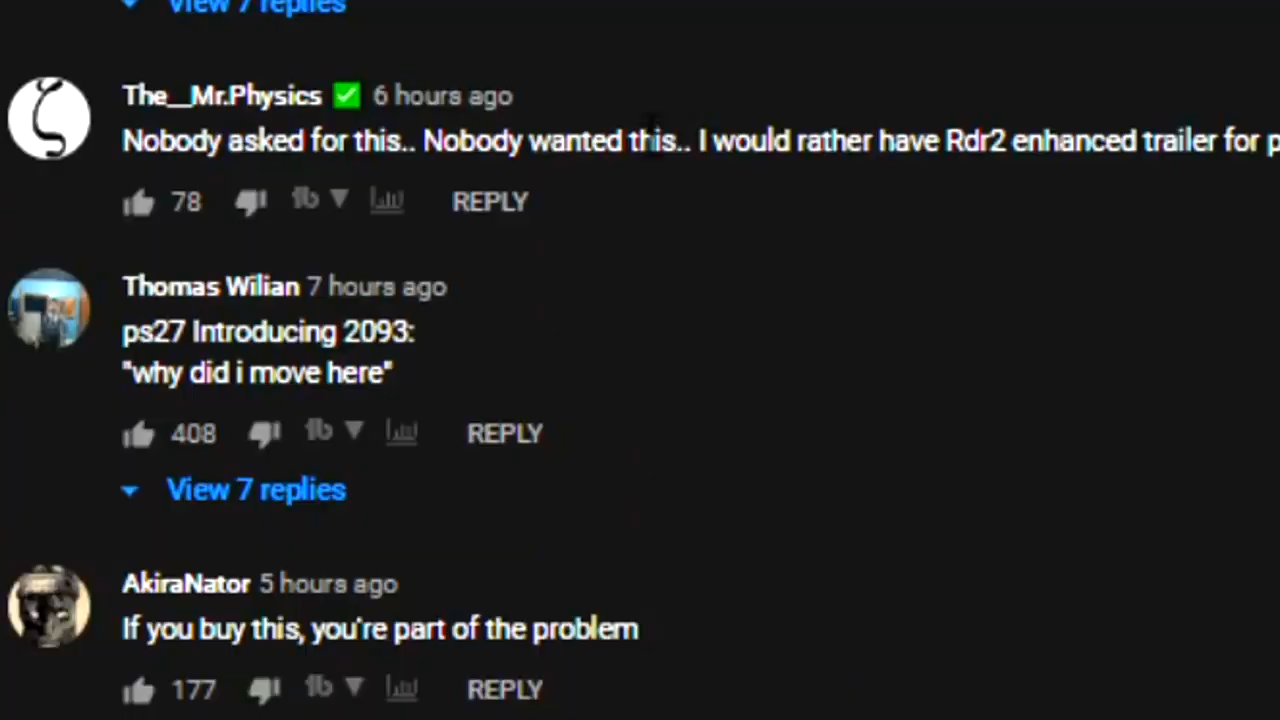 View 7 replies
The__Mr.Physics ✅ 6 hours ago
Nobody asked for this.. Nobody wanted this.. I would rather have Rdr2 enhanced trailer for p
78 REPLY
Thomas Wilian 7 hours ago
ps27 Introducing 2093:
"why did i move here"
408 REPLY
View 7 replies
AkiraNator 5 hours ago
If you buy this, you're part of the problem
177 REPLY